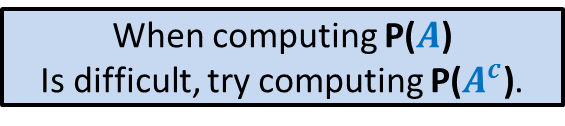 When computing P(A)
Is difficult, try computing P(Aᶜ).